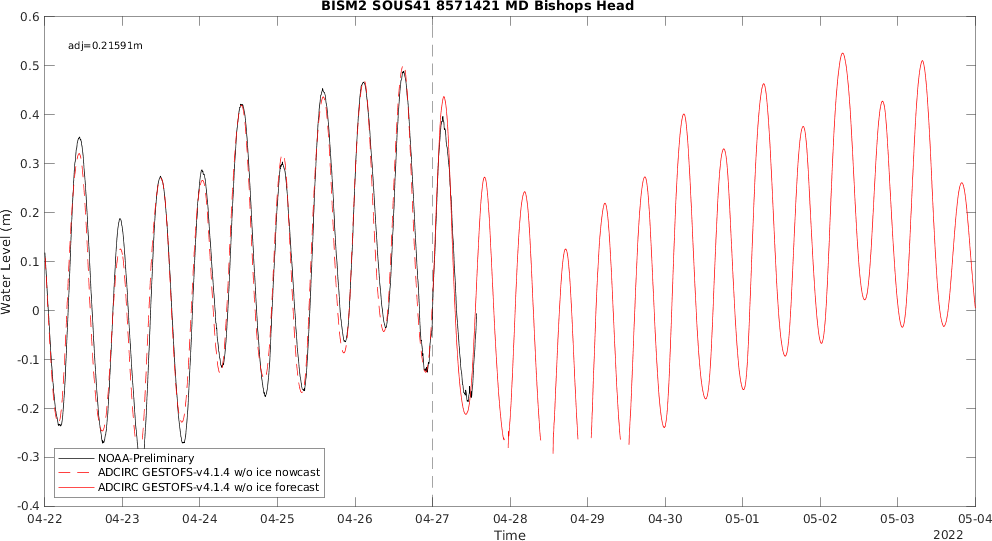 BISM2 SOUS41 8571421 MD Bishops Head
adj=0.21591m
0.6
0.5
0.4
0.3
0.2
0.1
0
-0.1
-0.2
-0.3
-0.4
Water Level (m)
NOAA-Preliminary
ADCIRC GESTOFS-v4.1.4 w/o ice nowcast
ADCIRC GESTOFS-v4.1.4 w/o ice forecast
04-22 04-23 04-24 04-25 04-26 04-27 04-28 04-29 04-30 05-01 05-02 05-03 05-04
Time
2022